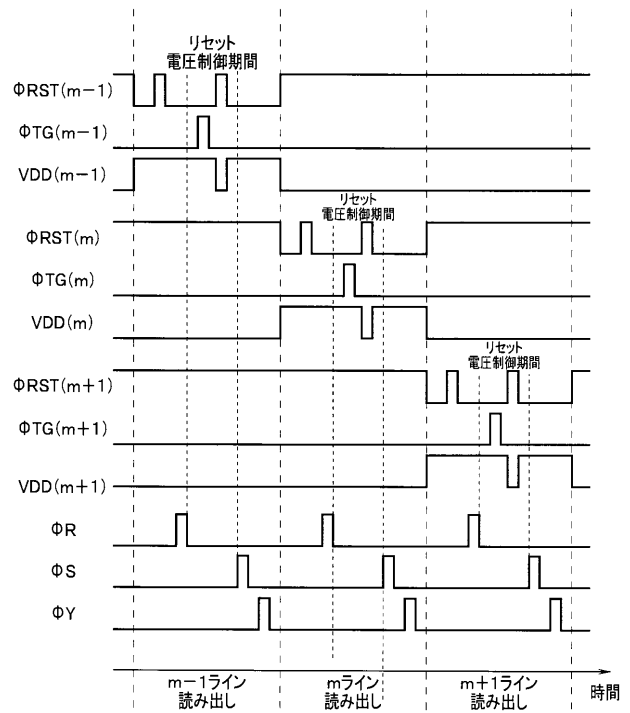 リセット
電圧制御期間
ΦRST(m−1)
ΦTG(m−1)
VDD(m−1)
リセット
電圧制御期間
ΦRST(m)
ΦTG(m)
VDD(m)
リセット
電圧制御期間
ΦRST(m+1)
ΦTG(m+1)
VDD(m+1)
ΦR
ΦS
ΦY
m−1ライン
読み出し
mライン
読み出し
m+1ライン
読み出し
時間